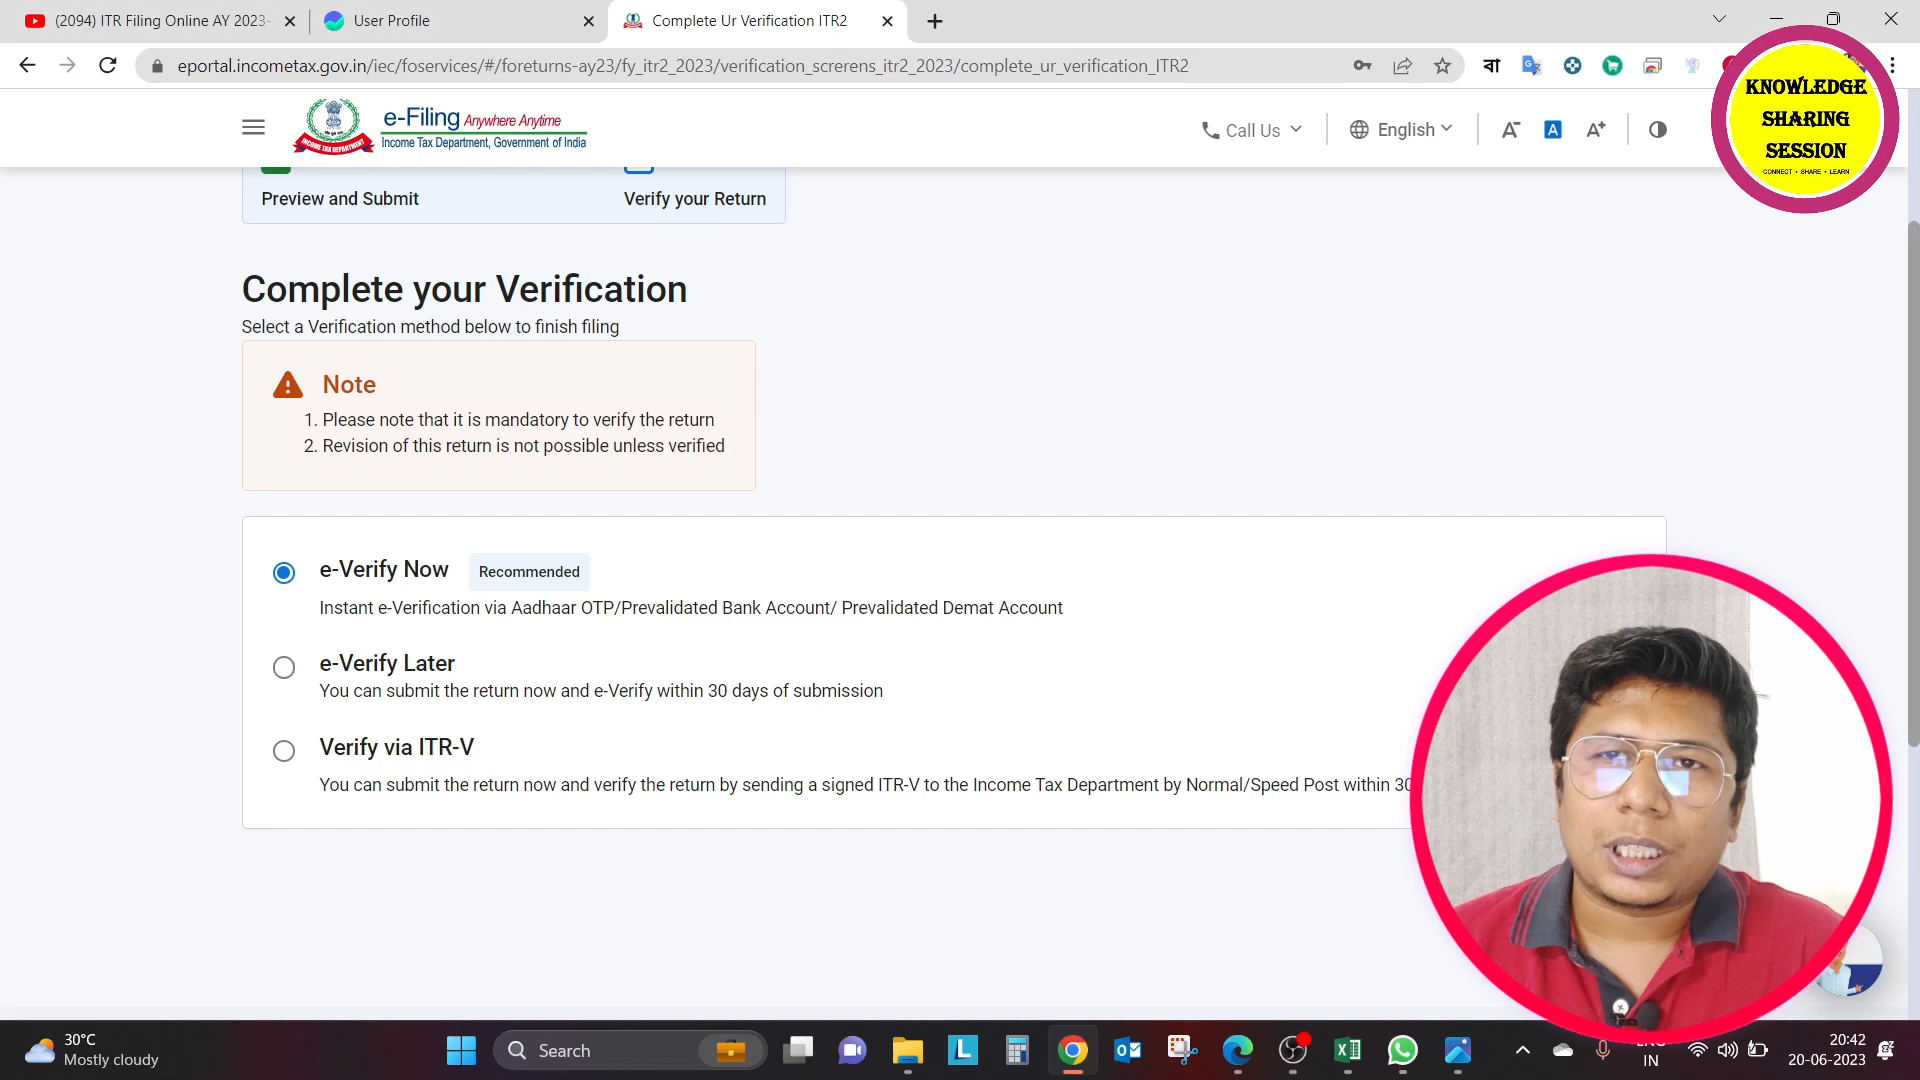 (2094) ITR Filing Online AY 2023-
User Profile
Complete Ur Verification ITR2
eportal.incometax.gov.in/iec/foservices/#/foreturns-ay23/fy_itr2_2023/verification_screrens_itr2_2023/complete_ur_verification_ITR2
বা
KNOWLEDGE
SHARING
SESSION
CONNECT • SHARE • LEARN
e-Filing Anywhere Anytime
Income Tax Department, Government of India
INCOME TAX DEPARTMENT
Call Us
English
A-
A
A+
Preview and Submit
Verify your Return
Complete your Verification
Select a Verification method below to finish filing
Note
1. Please note that it is mandatory to verify the return
2. Revision of this return is not possible unless verified
e-Verify Now
Recommended
Instant e-Verification via Aadhaar OTP/Prevalidated Bank Account/ Prevalidated Demat Account
e-Verify Later
You can submit the return now and e-Verify within 30 days of submission
Verify via ITR-V
You can submit the return now and verify the return by sending a signed ITR-V to the Income Tax Department by Normal/Speed Post within 30
30°C
Mostly cloudy
Search
L
ENG
IN
20:42
20-06-2023